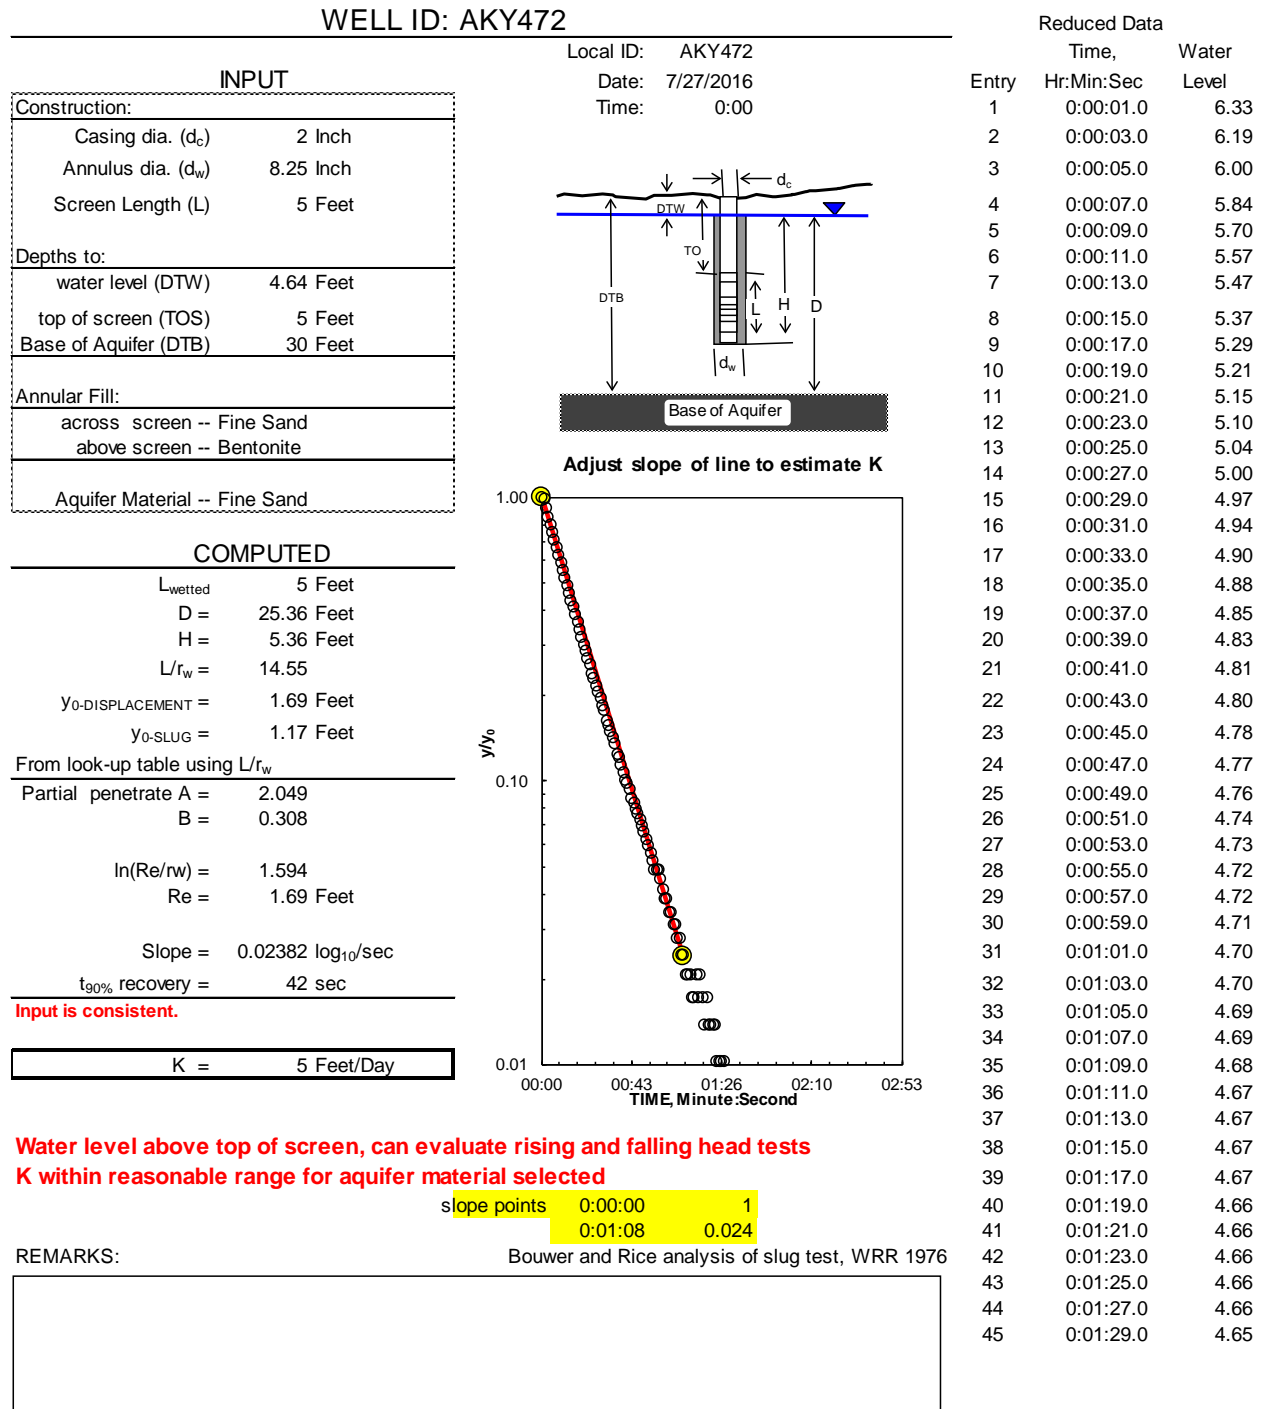 WELL ID: AKY472
Local ID: AKY472
INPUT
Date: 7/27/2016
Time: 0:00
Construction:
Casing dia. (dc) 2 Inch
Annulus dia. (dw) 8.25 Inch
Screen Length (L) 5 Feet
Depths to:
water level (DTW) 4.64 Feet
top of screen (TOS) 5 Feet
Base of Aquifer (DTB) 30 Feet
Annular Fill:
across screen -- Fine Sand
above screen -- Bentonite
Aquifer Material -- Fine Sand
COMPUTED
Lwetted 5 Feet
D = 25.36 Feet
H = 5.36 Feet
L/rw = 14.55
y0-DISPLACEMENT = 1.69 Feet
y0-SLUG = 1.17 Feet
From look-up table using L/rw
Partial penetrate A = 2.049
B = 0.308
ln(Re/rw) = 1.594
Re = 1.69 Feet
Slope = 0.02382 log10/sec
t90% recovery = 42 sec
Input is consistent.
K = 5 Feet/Day
dc
DTW
TO
DTB
L
H
D
dw
Base of Aquifer
Adjust slope of line to estimate K
1.00
0.10
0.01
y/y0
00:00 00:43 01:26 02:10 02:53
TIME, Minute:Second
Water level above top of screen, can evaluate rising and falling head tests
K within reasonable range for aquifer material selected
slope points 0:00:00 1
0:01:08 0.024
REMARKS: Bouwer and Rice analysis of slug test, WRR 1976
Reduced Data
Time, Water
Entry Hr:Min:Sec Level
1 0:00:01.0 6.33
2 0:00:03.0 6.19
3 0:00:05.0 6.00
4 0:00:07.0 5.84
5 0:00:09.0 5.70
6 0:00:11.0 5.57
7 0:00:13.0 5.47
8 0:00:15.0 5.37
9 0:00:17.0 5.29
10 0:00:19.0 5.21
11 0:00:21.0 5.15
12 0:00:23.0 5.10
13 0:00:25.0 5.04
14 0:00:27.0 5.00
15 0:00:29.0 4.97
16 0:00:31.0 4.94
17 0:00:33.0 4.90
18 0:00:35.0 4.88
19 0:00:37.0 4.85
20 0:00:39.0 4.83
21 0:00:41.0 4.81
22 0:00:43.0 4.80
23 0:00:45.0 4.78
24 0:00:47.0 4.77
25 0:00:49.0 4.76
26 0:00:51.0 4.74
27 0:00:53.0 4.73
28 0:00:55.0 4.72
29 0:00:57.0 4.72
30 0:00:59.0 4.71
31 0:01:01.0 4.70
32 0:01:03.0 4.70
33 0:01:05.0 4.69
34 0:01:07.0 4.69
35 0:01:09.0 4.68
36 0:01:11.0 4.67
37 0:01:13.0 4.67
38 0:01:15.0 4.67
39 0:01:17.0 4.67
40 0:01:19.0 4.66
41 0:01:21.0 4.66
42 0:01:23.0 4.66
43 0:01:25.0 4.66
44 0:01:27.0 4.66
45 0:01:29.0 4.65